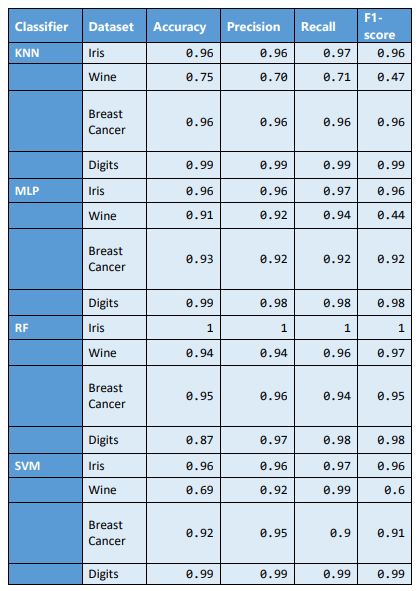 Classifier Dataset Accuracy Precision Recall F1-
score
KNN Iris 0.96 0.96 0.97 0.96
Wine 0.75 0.70 0.71 0.47
Breast
Cancer 0.96 0.96 0.96 0.96
Digits 0.99 0.99 0.99 0.99
MLP Iris 0.96 0.96 0.97 0.96
Wine 0.91 0.92 0.94 0.44
Breast
Cancer 0.93 0.92 0.92 0.92
Digits 0.99 0.98 0.98 0.98
RF Iris 1 1 1 1
Wine 0.94 0.94 0.96 0.97
Breast
Cancer 0.95 0.96 0.94 0.95
Digits 0.87 0.97 0.98 0.98
SVM Iris 0.96 0.96 0.97 0.96
Wine 0.69 0.92 0.99 0.6
Breast
Cancer 0.92 0.95 0.9 0.91
Digits 0.99 0.99 0.99 0.99